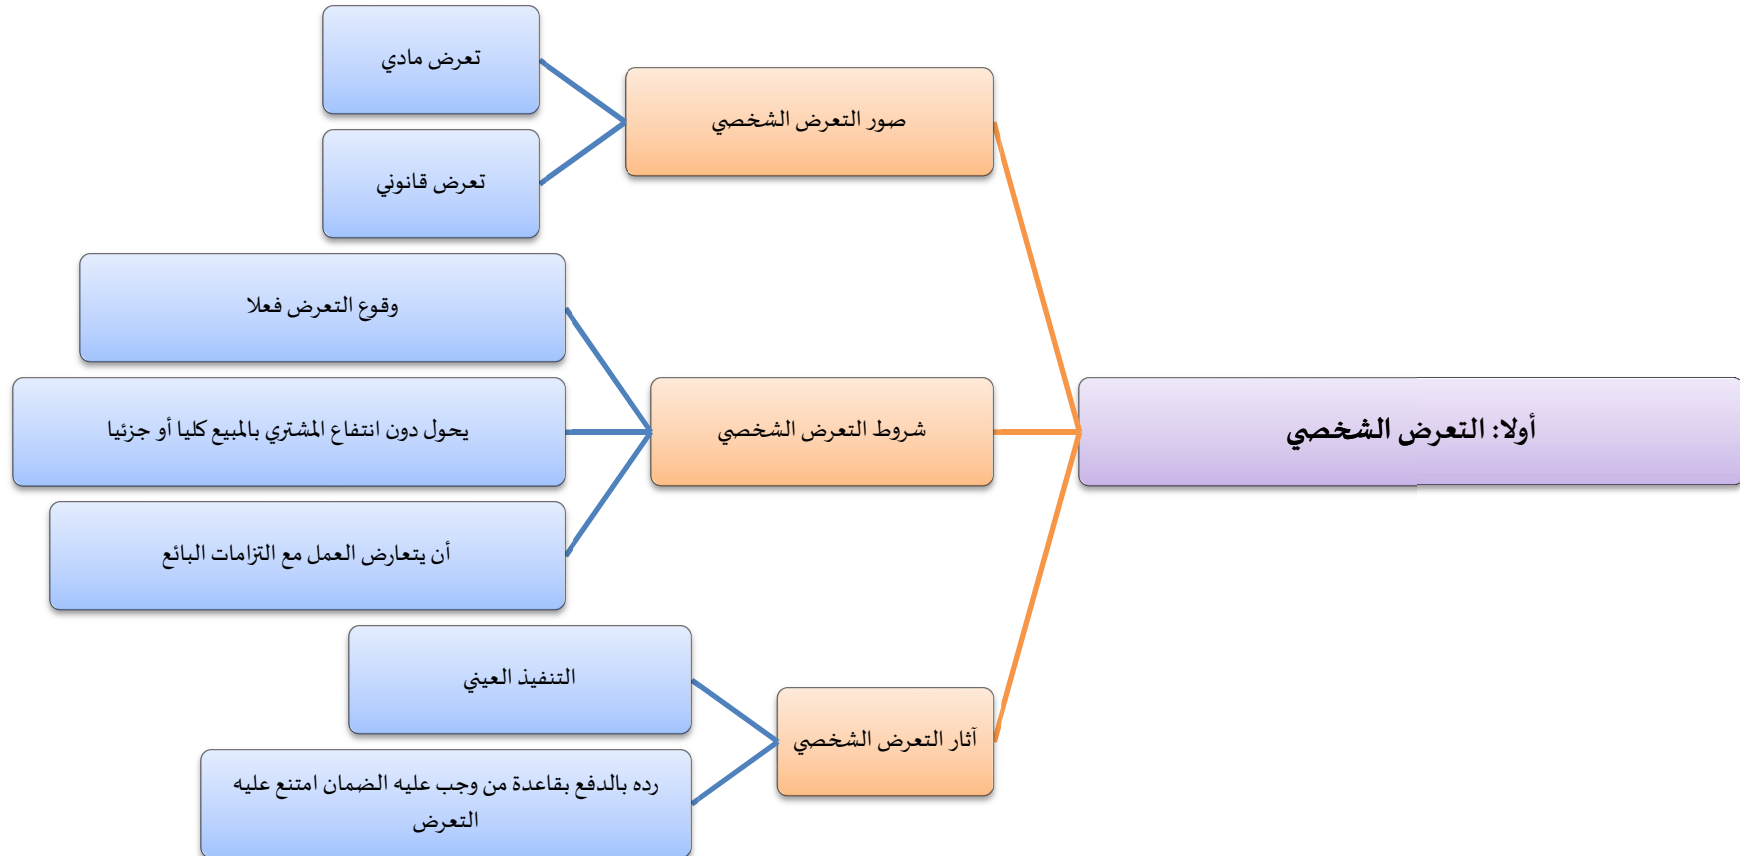 أولا: التعرض الشخصي
صور التعرض الشخصي
تعرض مادي
تعرض قانوني
شروط التعرض الشخصي
وقوع التعرض فعلا
يحول دون انتفاع المشتري بالمبيع كليا أو جزئيا
أن يتعارض العمل مع التزامات البائع
آثار التعرض الشخصي
التنفيذ العيني
رده بالدفع بقاعدة من وجب عليه الضمان امتنع عليه
التعرض